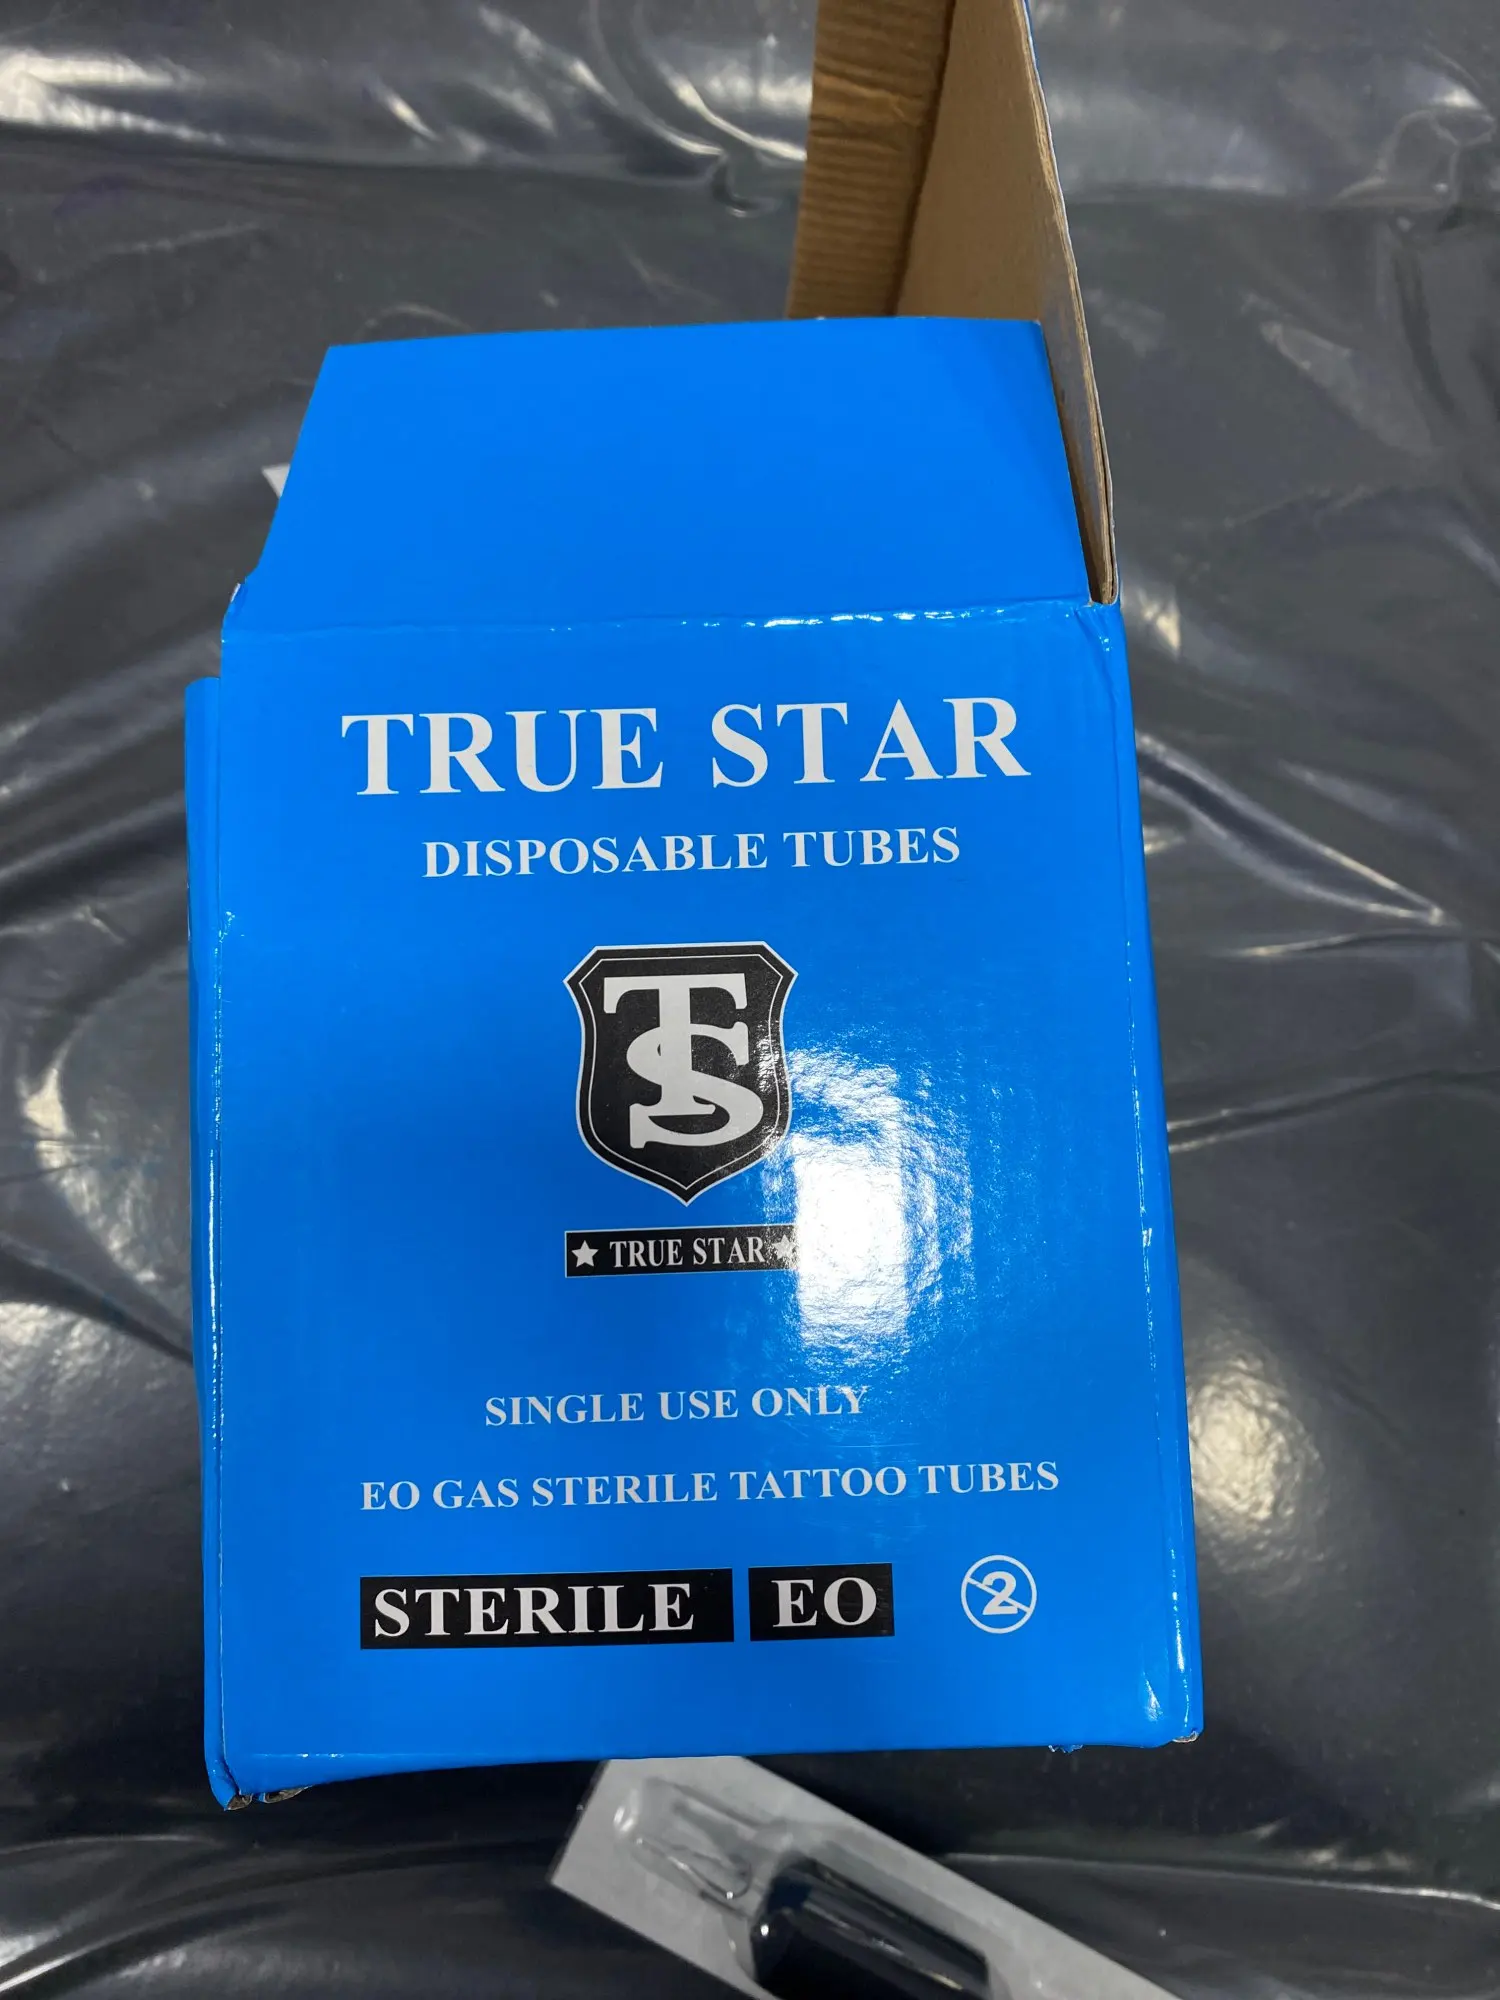 TRUE STAR
DISPOSABLE TUBES
TS
★ TRUE STAR ★
SINGLE USE ONLY
EO GAS STERILE TATTOO TUBES
STERILE EO 2